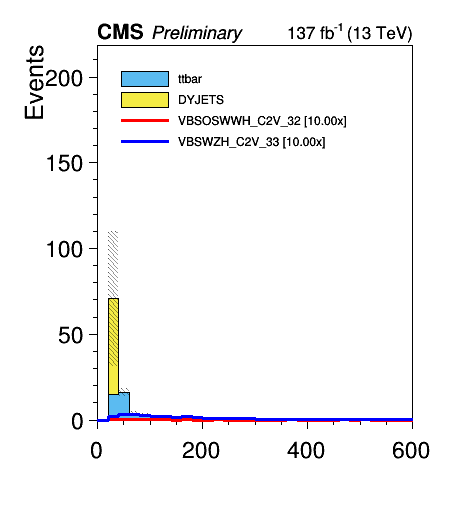 CMS Preliminary 137 fb-1 (13 TeV)
Events
200
150
100
50
0
ttbar
DYJETS
VBSOSWWH_C2V_32 [10.00x]
VBSWZH_C2V_33 [10.00x]
0 200 400 600